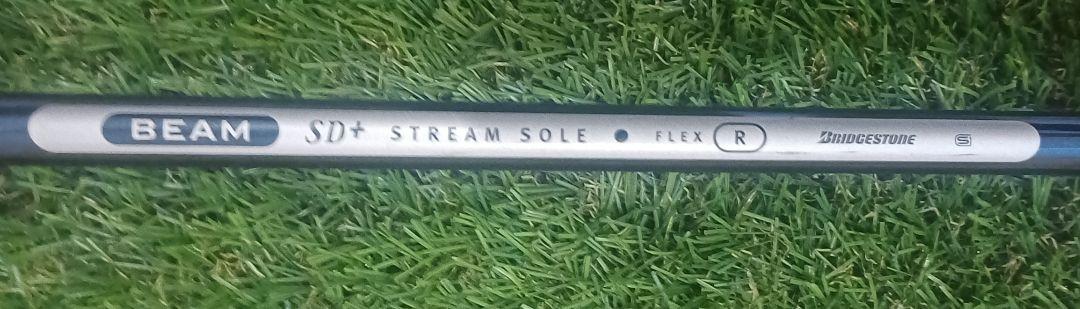 BEAM SD+ STREAM SOLE • FLEX R BRIDGESTONE